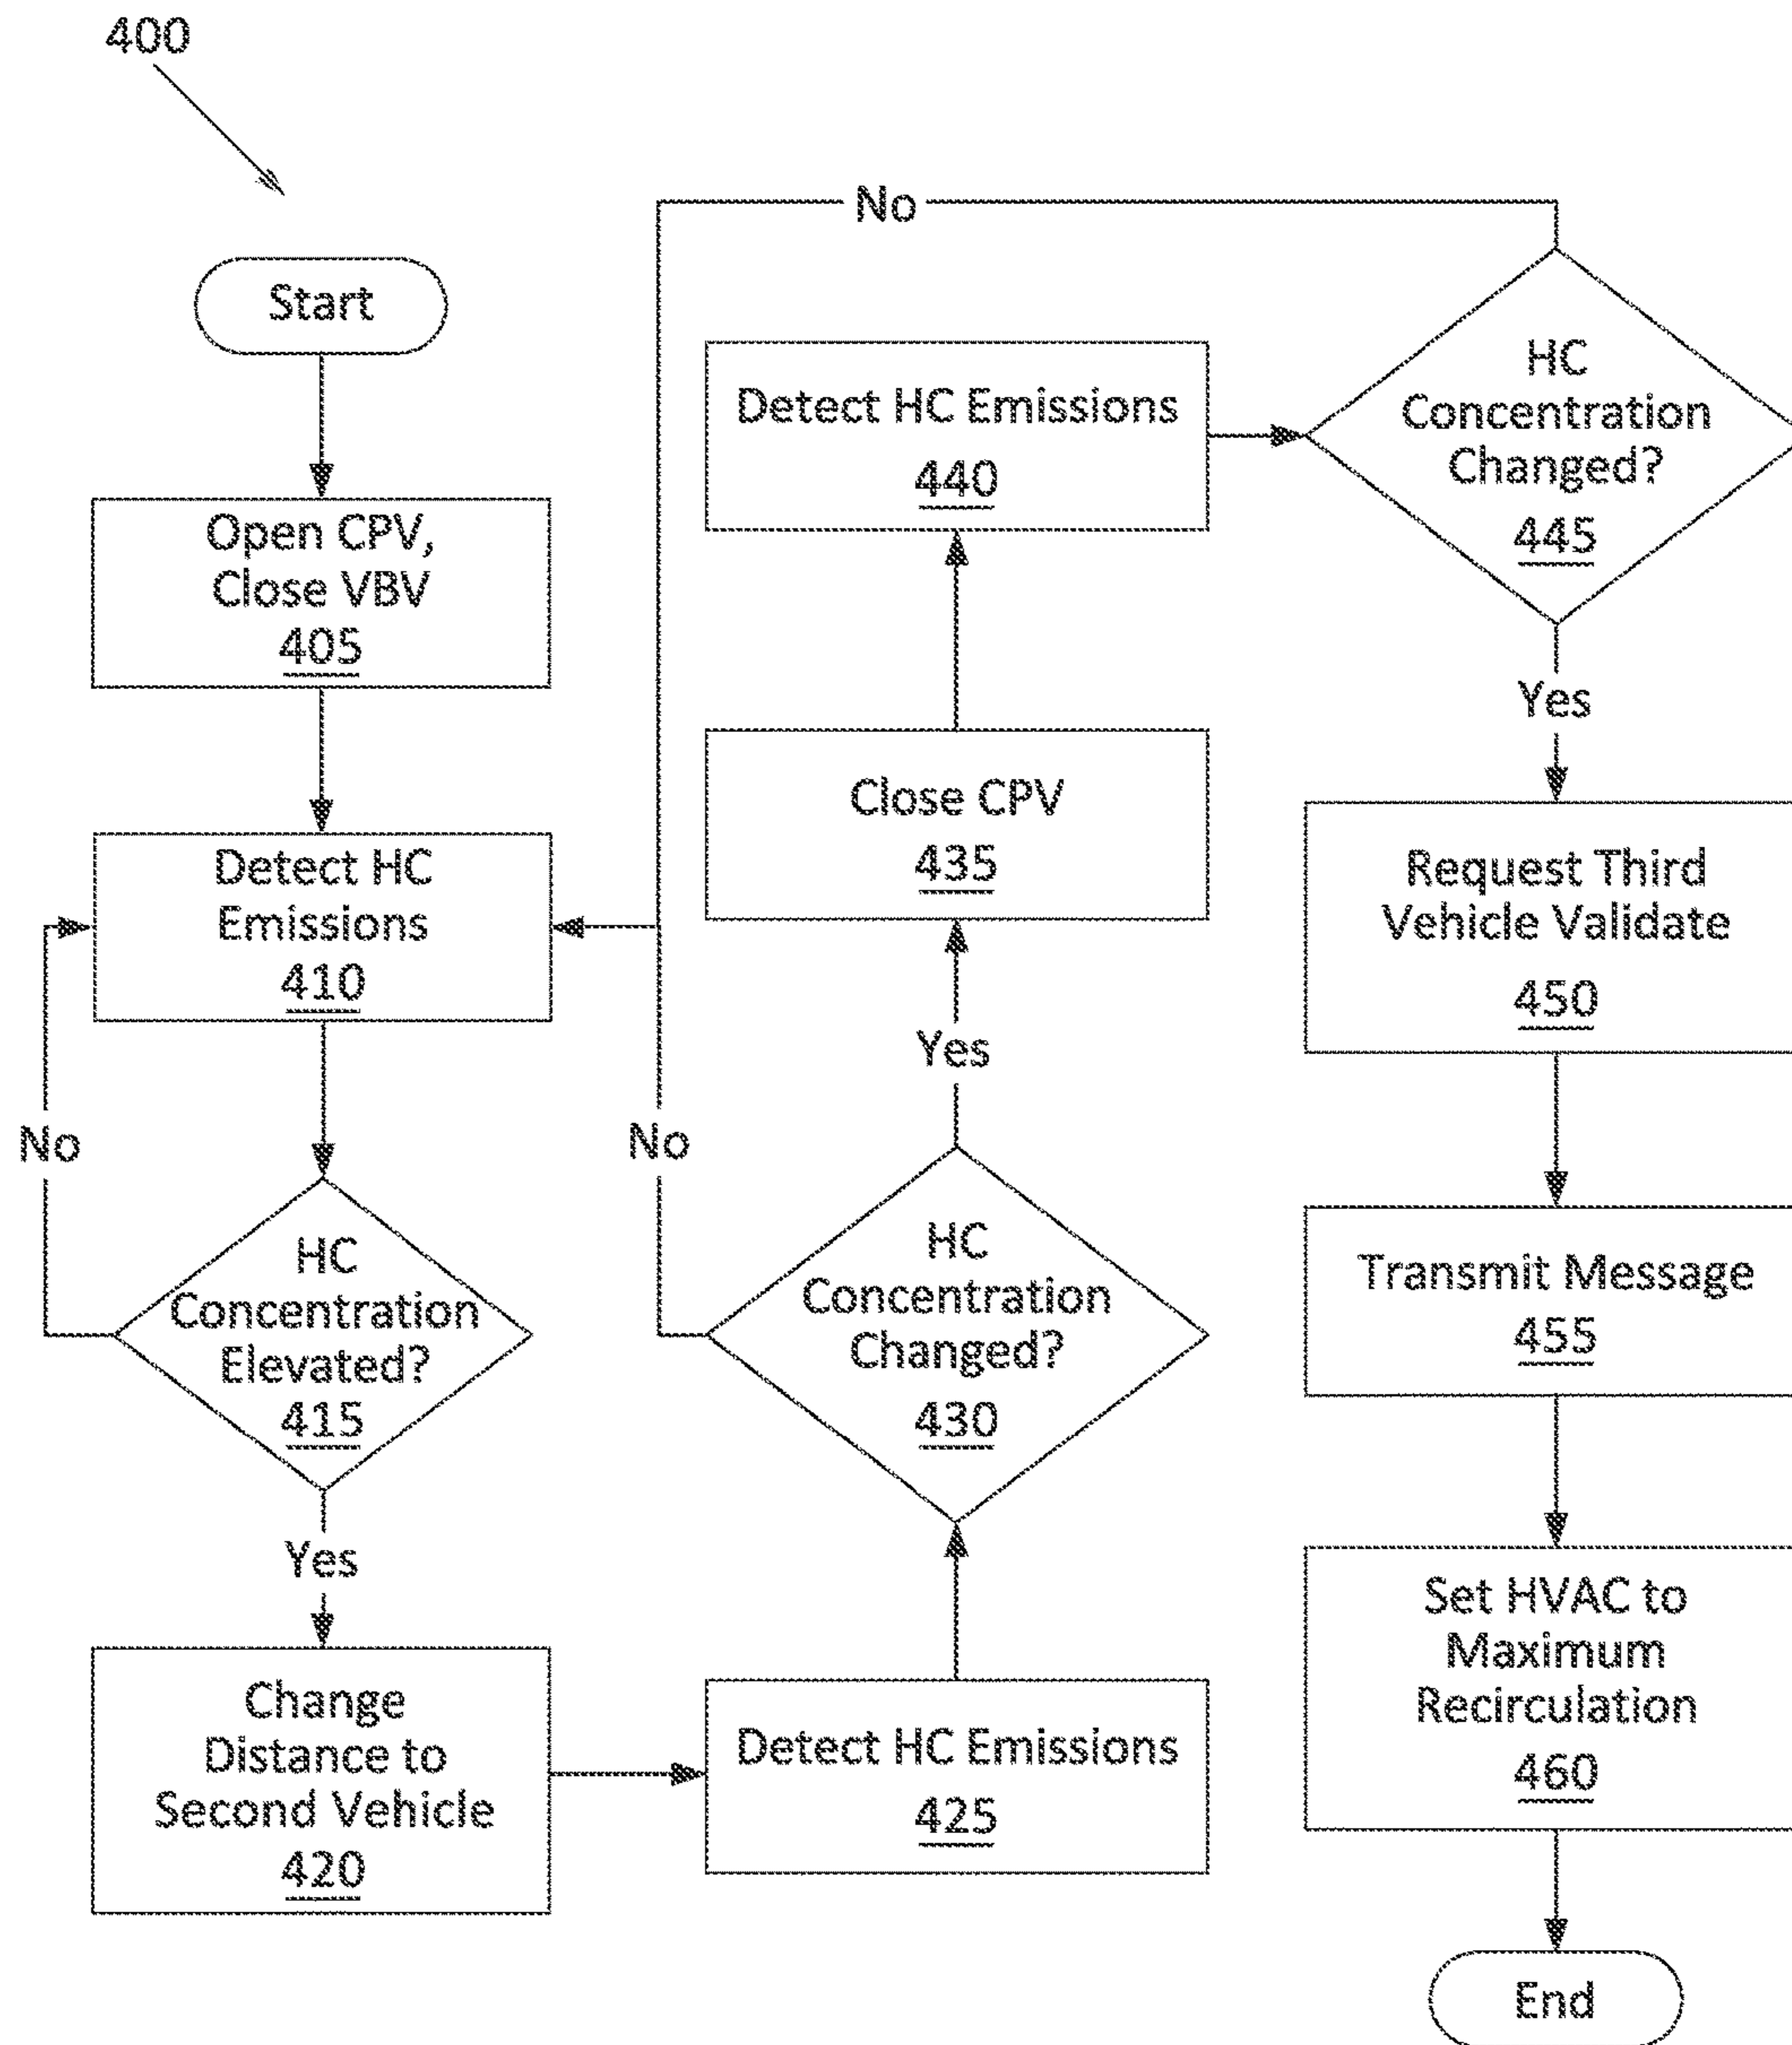 400
Start
Open CPV,
Close VBV
405
Detect HC
Emissions
410
No
HC
Concentration
Elevated?
415
Yes
Change
Distance to
Second Vehicle
420
No
Detect HC Emissions
440
Close CPV
435
Yes
No
HC
Concentration
Changed?
430
Detect HC Emissions
425
HC
Concentration
Changed?
445
Yes
Request Third
Vehicle Validate
450
Transmit Message
455
Set HVAC to
Maximum
Recirculation
460
End